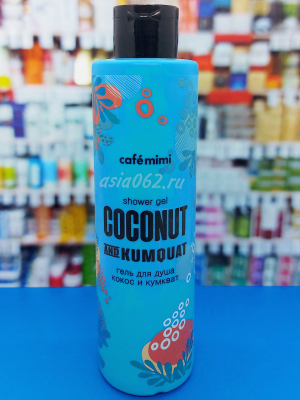 café mimi
asia062.ru
shower gel
COCONUT
AND KUMQUAT
гель для душа
кокос и кумкват